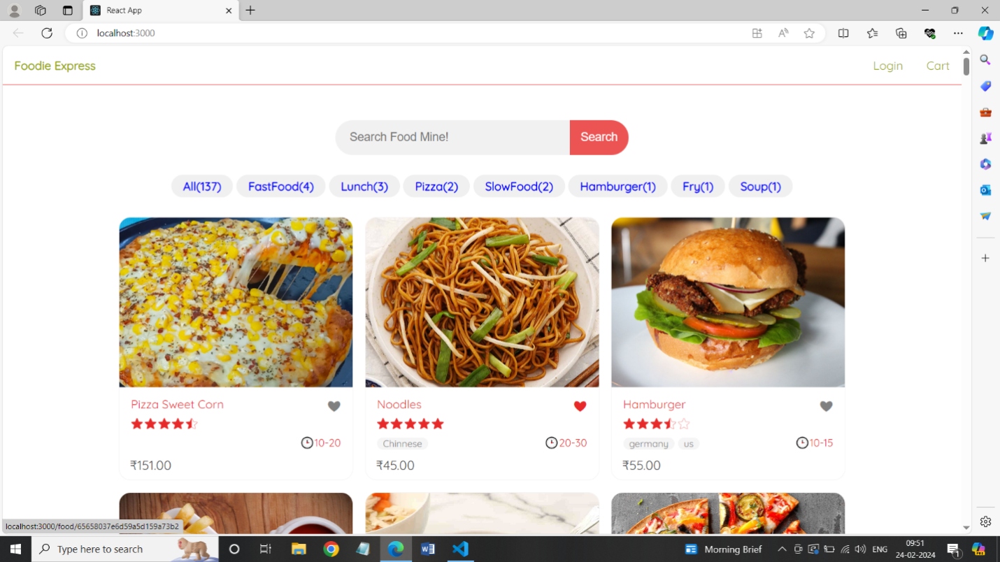 React App
localhost:3000
Foodie Express
Login
Cart
Search Food Mine!
Search
All(137)
FastFood(4)
Lunch(3)
Pizza(2)
SlowFood(2)
Hamburger(1)
Fry(1)
Soup(1)
Pizza Sweet Corn
10-20
₹151.00
Noodles
Chinnese
20-30
₹45.00
Hamburger
germany
us
10-15
₹55.00
localhost:3000/food/65658037e6d59a5d159a73b2
Type here to search
Morning Brief
ENG
09:51
24-02-2024
1